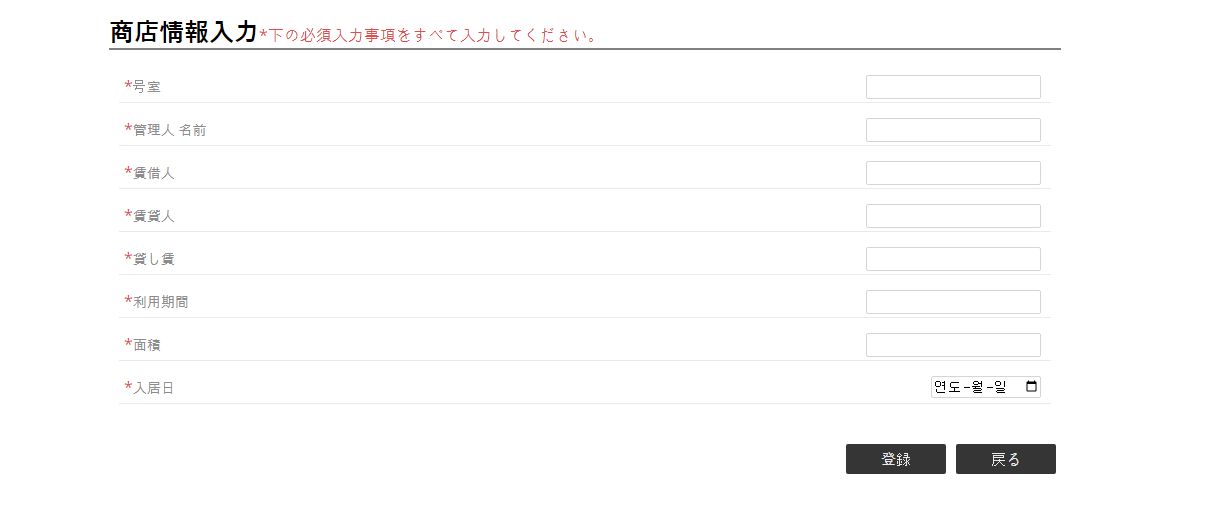 商店情報入力*下の必須入力事項をすべて入力してください。
*号室
*管理人 名前
*賃借人
*賃貸人
*貸し賃
*利用期間
*面積
*入居日 연도-월-일
登録 戻る